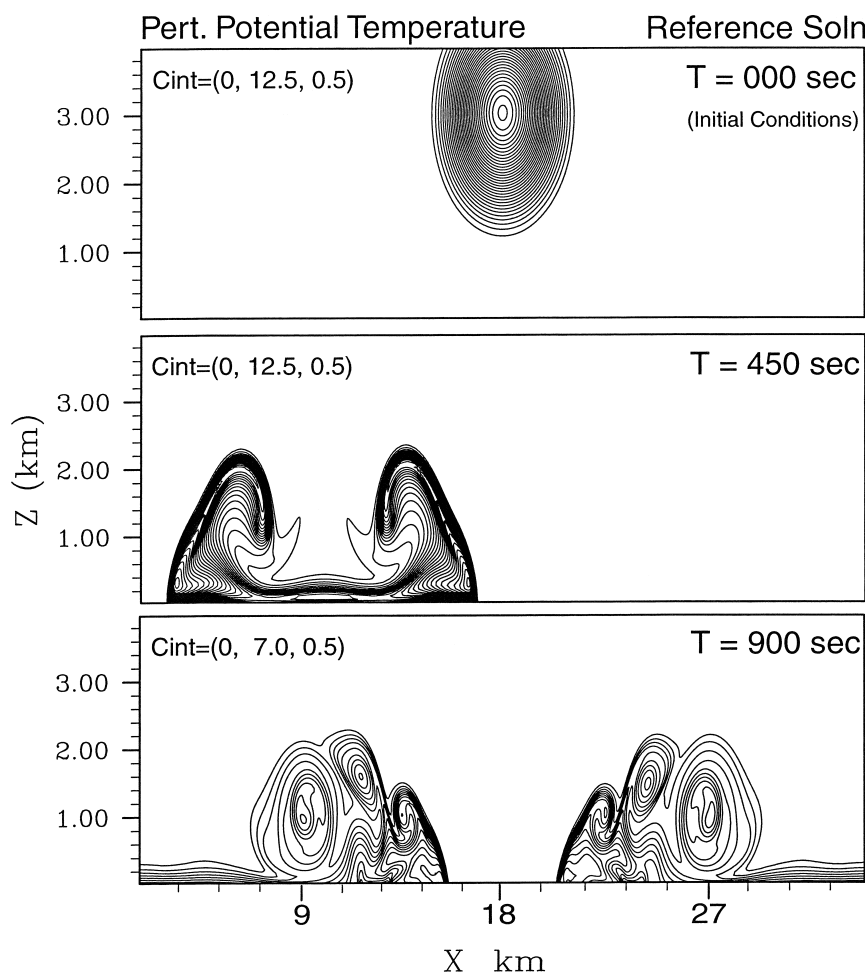 Pert. Potential Temperature Reference Soln
Cint=(0, 12.5, 0.5) T = 000 sec
(Initial Conditions)
3.00
2.00
1.00
Cint=(0, 12.5, 0.5) T = 450 sec
3.00
2.00
1.00
Z (km)
Cint=(0, 7.0, 0.5) T = 900 sec
3.00
2.00
1.00
9 18 27
X km